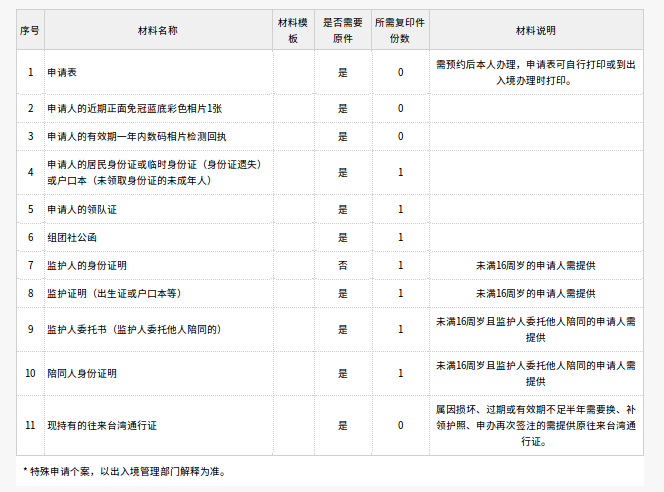 序号 材料名称 材料模板 是否需要原件 所需复印件份数 材料说明
1 申请表 是 0 需预约后本人办理，申请表可自行打印或到出入境办理时打印。
2 申请人的近期正面免冠蓝底彩色相片1张 是 0
3 申请人的有效期一年内数码相片检测回执 是 0
4 申请人的居民身份证或临时身份证（身份证遗失）或户口本（未领取身份证的未成年人） 是 1
5 申请人的领队证 是 1
6 组团社公函 是 1
7 监护人的身份证明 否 1 未满16周岁的申请人需提供
8 监护证明（出生证或户口本等） 是 1 未满16周岁的申请人需提供
9 监护人委托书（监护人委托他人陪同的） 是 1 未满16周岁且监护人委托他人陪同的申请人需提供
10 陪同人身份证明 是 1 未满16周岁且监护人委托他人陪同的申请人需提供
11 现持有的往来台湾通行证 是 0 属因损坏、过期或有效期不足半年需要换、补领护照、申办再次签注的需提供原往来台湾通行证。
* 特殊申请个案，以出入境管理部门解释为准。